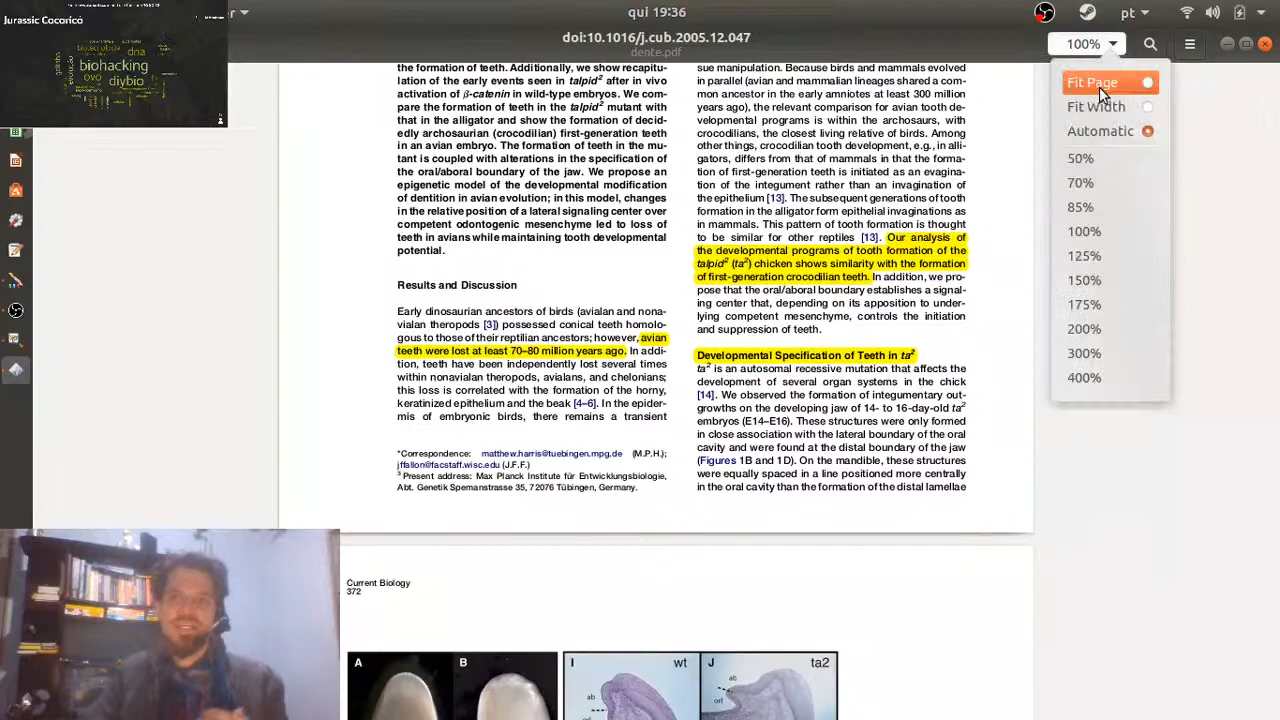 Jurassic Cocoricó
biotecnologia
dna
biohacking
ovo
diybio
qui 19:36
pt
doi:10.1016/j.cub.2005.12.047
dente.pdf
100%
Fit Page
Fit Width
Automatic
50%
70%
85%
100%
125%
150%
175%
200%
300%
400%
the formation of teeth. Additionally, we show recapitu-
lation of the early events seen in talpid² after in vivo
activation of β-catenin in wild-type embryos. We com-
pare the formation of teeth in the talpid² mutant with
that in the alligator and show the formation of decid-
edly archosaurian (crocodilian) first-generation teeth
in an avian embryo. The formation of teeth in the mu-
tant is coupled with alterations in the specification of
the oral/aboral boundary of the jaw. We propose an
epigenetic model of the developmental modification
of dentition in avian evolution; in this model, changes
in the relative position of a lateral signaling center over
competent odontogenic mesenchyme led to loss of
teeth in avians while maintaining tooth developmental
potential.
Results and Discussion
Early dinosaurian ancestors of birds (avialan and nona-
vialan theropods [3]) possessed conical teeth homolo-
gous to those of their reptilian ancestors; however, avian
teeth were lost at least 70–80 million years ago. In addi-
tion, teeth have been independently lost several times
within nonavialan theropods, avialans, and chelonians;
this loss is correlated with the formation of the horny,
keratinized epithelium and the beak [4–6]. In the epider-
mis of embryonic birds, there remains a transient
*Correspondence: matthew.harris@tuebingen.mpg.de (M.P.H.);
jffallon@facstaff.wisc.edu (J.F.F.)
³ Present address: Max Planck Institute für Entwicklungsbiologie,
Abt. Genetik Spemanstrasse 35, 72076 Tübingen, Germany.
sue manipulation. Because birds and mammals evolved
in parallel (avian and mammalian lineages shared a com-
mon ancestor in the early amniotes at least 300 million
years ago), the relevant comparison for avian tooth de-
velopmental programs is within the archosaurs, with
crocodilians, the closest living relative of birds. Among
other things, crocodilian tooth development, e.g., in alli-
gators, differs from that of mammals in that the forma-
tion of first-generation teeth is initiated as an evagina-
tion of the integument rather than an invagination of
the epithelium [13]. The subsequent generations of tooth
formation in the alligator form epithelial invaginations as
in mammals. This pattern of tooth formation is thought
to be similar for other reptiles [13]. Our analysis of
the developmental programs of tooth formation of the
talpid² (ta²) chicken shows similarity with the formation
of first-generation crocodilian teeth. In addition, we pro-
pose that the oral/aboral boundary establishes a signal-
ing center that, depending on its apposition to under-
lying competent mesenchyme, controls the initiation
and suppression of teeth.
Developmental Specification of Teeth in ta²
ta² is an autosomal recessive mutation that affects the
development of several organ systems in the chick
[14]. We observed the formation of integumentary out-
growths on the developing jaw of 14- to 16-day-old ta²
embryos (E14–E16). These structures were only formed
in close association with the lateral boundary of the oral
cavity and were found at the distal boundary of the jaw
(Figures 1B and 1D). On the mandible, these structures
were equally spaced in a line positioned more centrally
in the oral cavity than the formation of the distal lamellae
Current Biology
372
A
B
I
wt
J
ta2
ab
ab
orl